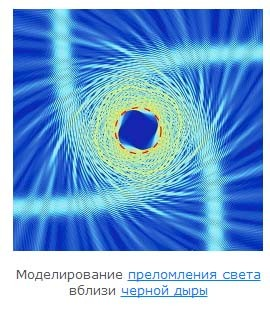 Моделирование преломления света
вблизи черной дыры